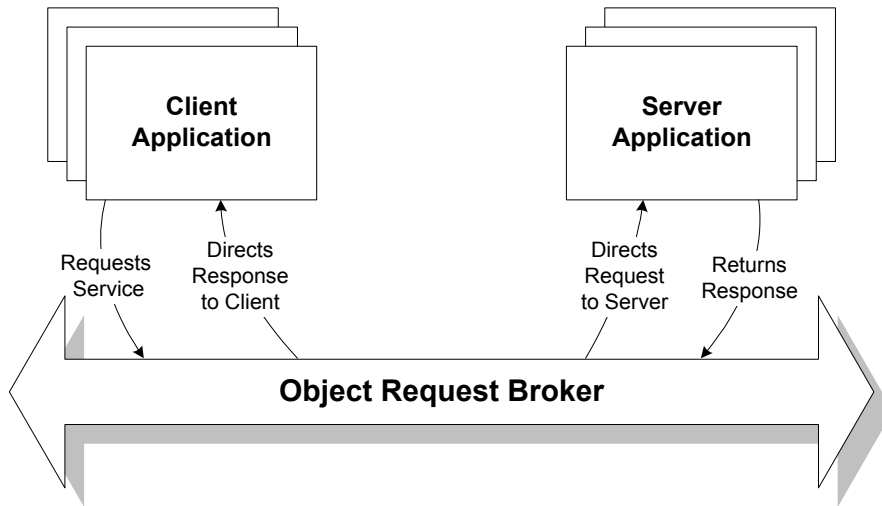 Client
Application
Server
Application
Requests
Service
Directs
Response
to Client
Directs
Request
to Server
Returns
Response
Object Request Broker